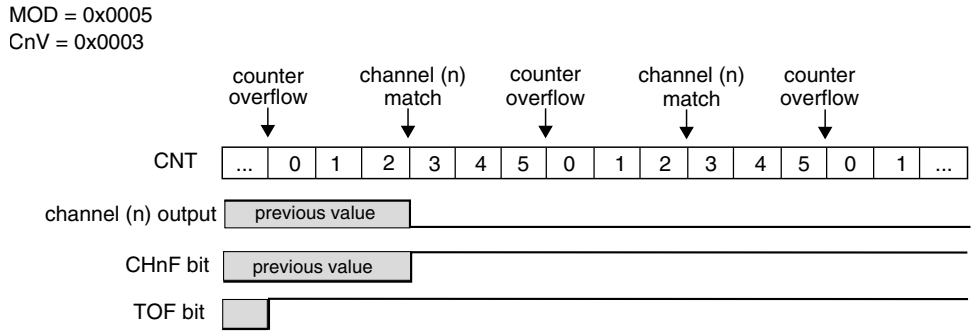 MOD = 0x0005
CnV = 0x0003
counter overflow
channel (n) match
counter overflow
channel (n) match
counter overflow
CNT ... 0 1 2 3 4 5 0 1 2 3 4 5 0 1 ...
channel (n) output previous value
CHnF bit previous value
TOF bit